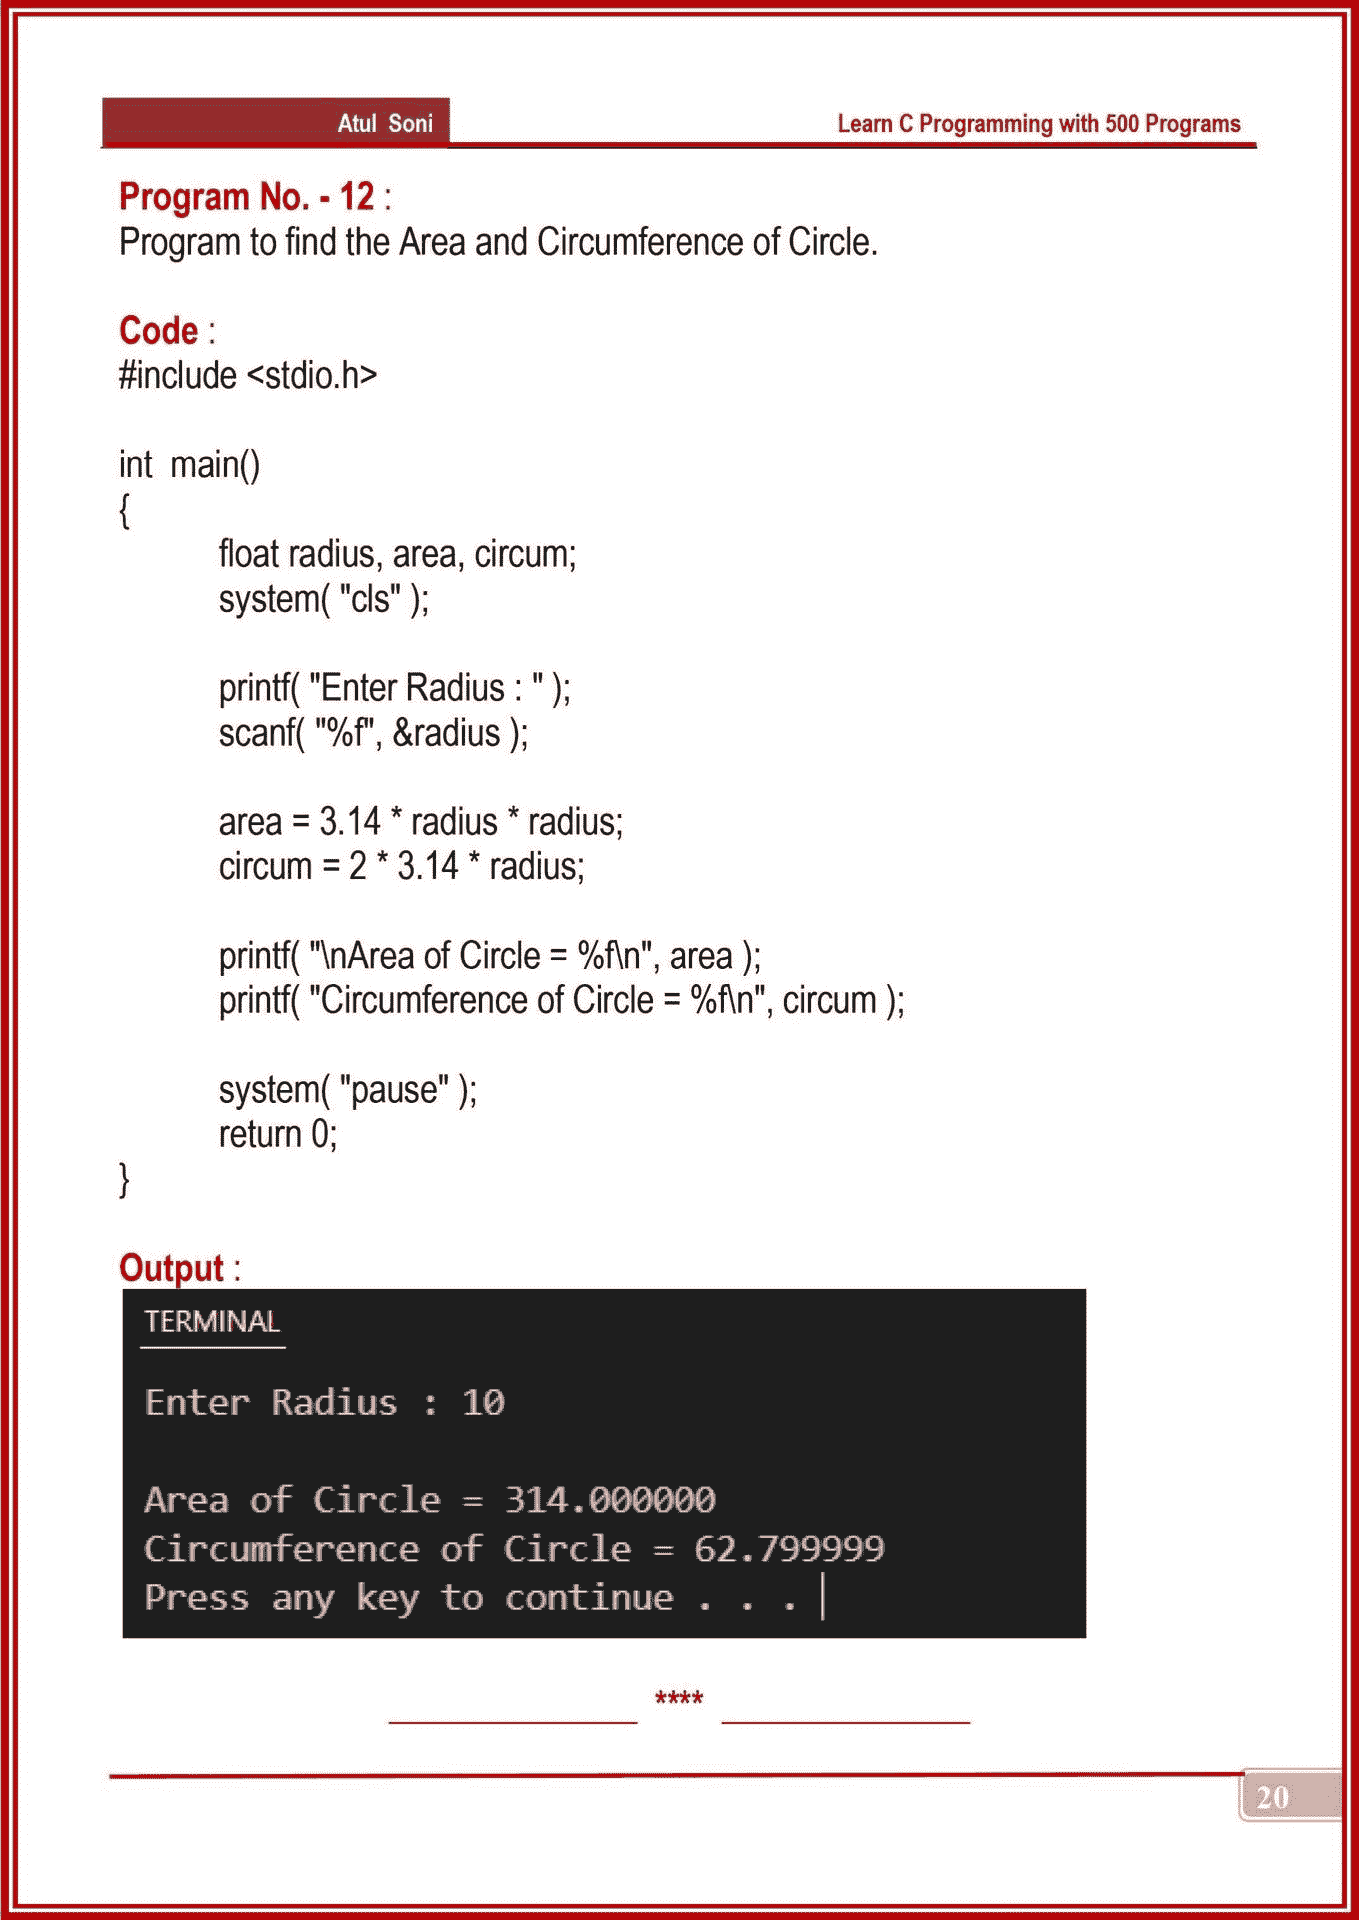 Atul  Soni
Learn C Programming with 500 Programs
Program No. - 12 :
Program to find the Area and Circumference of Circle.
Code :
#include <stdio.h>
int  main()
{
float radius, area, circum;
system( "cls" );
printf( "Enter Radius : " );
scanf( "%f", &radius );
area = 3.14 * radius * radius;
circum = 2 * 3.14 * radius;
printf( "\nArea of Circle = %f\n", area );
printf( "Circumference of Circle = %f\n", circum );
system( "pause" );
return 0;
}
Output :
TERMINAL
Enter Radius : 10
Area of Circle = 314.000000
Circumference of Circle = 62.799999
Press any key to continue . . .
****
20